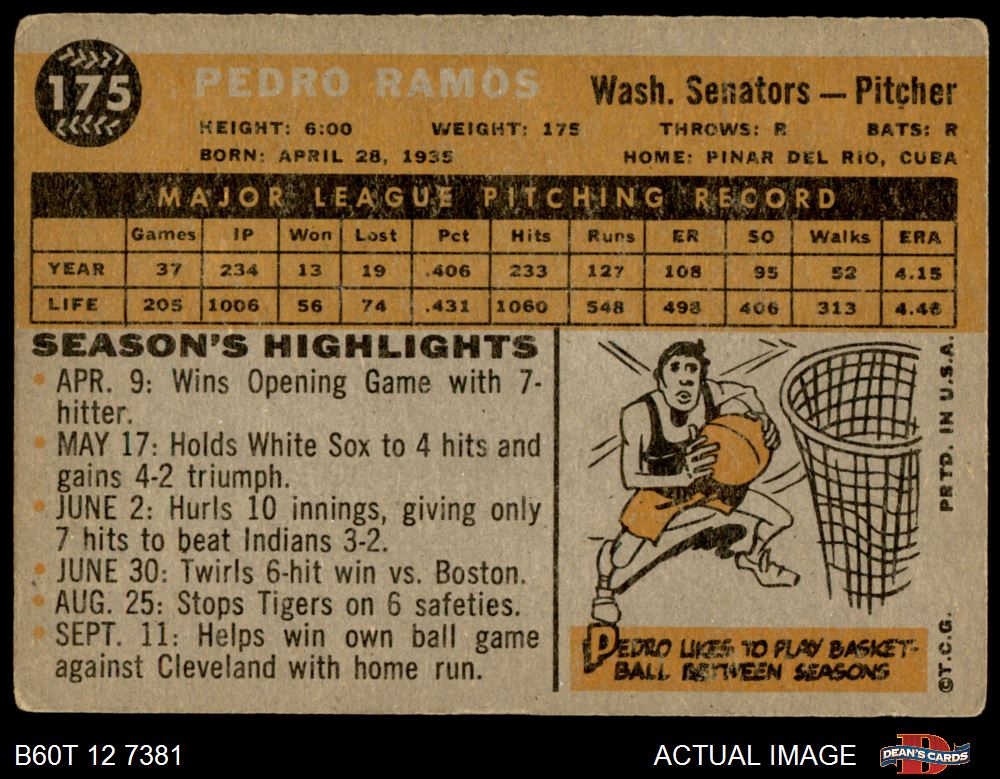 175
PEDRO RAMOS
Wash. Senators — Pitcher
HEIGHT: 6:00 WEIGHT: 175 THROWS: R BATS: R
BORN: APRIL 28, 1935 HOME: PINAR DEL RIO, CUBA
MAJOR LEAGUE PITCHING RECORD
Games IP Won Lost Pct Hits Runs ER SO Walks ERA
YEAR 37 234 13 19 .406 233 127 108 95 52 4.15
LIFE 205 1006 56 74 .431 1060 548 498 406 313 4.46
SEASON'S HIGHLIGHTS
• APR. 9: Wins Opening Game with 7-
hitter.
• MAY 17: Holds White Sox to 4 hits and
gains 4-2 triumph.
• JUNE 2: Hurls 10 innings, giving only
7 hits to beat Indians 3-2.
• JUNE 30: Twirls 6-hit win vs. Boston.
• AUG. 25: Stops Tigers on 6 safeties.
• SEPT. 11: Helps win own ball game
against Cleveland with home run.
PEDRO LIKES TO PLAY BASKET-
BALL BETWEEN SEASONS
©T.C.G. PRTD. IN U.S.A.
B60T 12 7381
ACTUAL IMAGE
D
DEAN'S CARDS